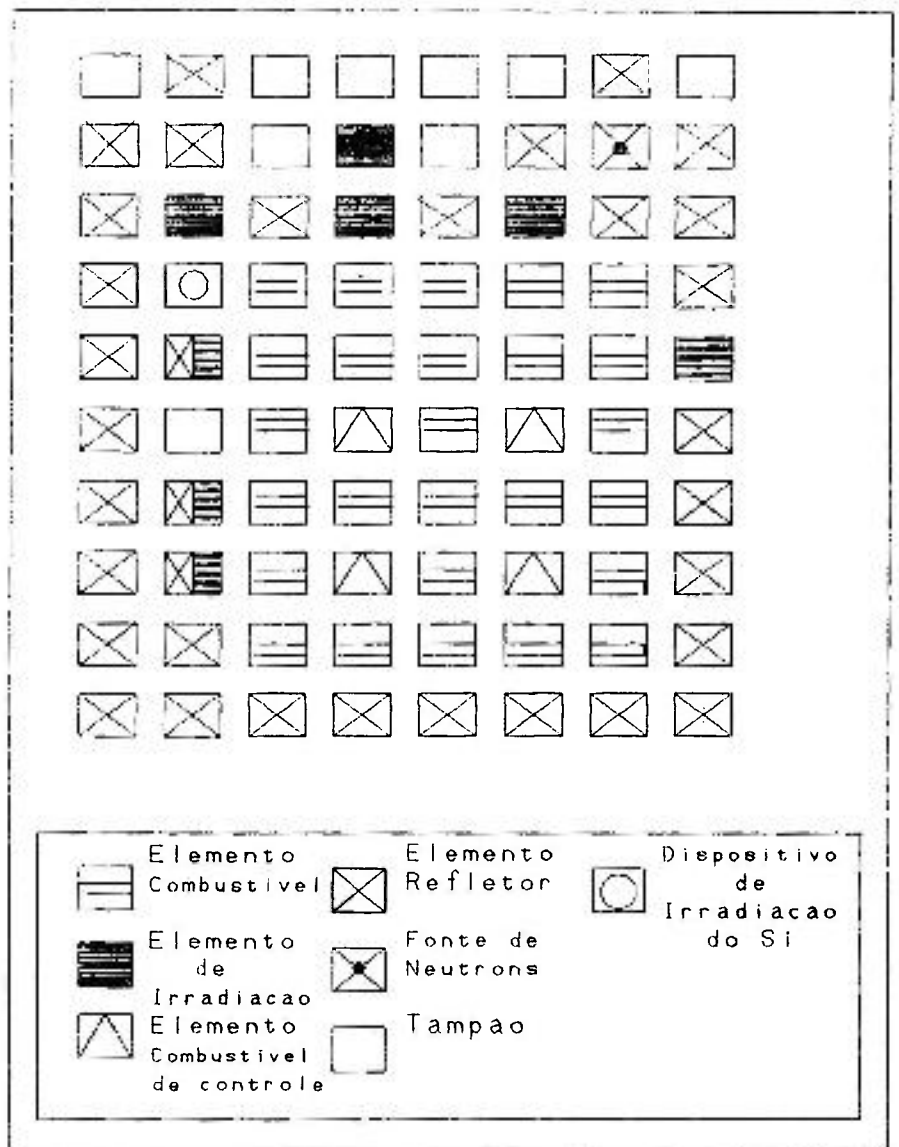 Elemento
Combustivel
Elemento
de
Irradiacao
Elemento
Combustivel
de controle
Elemento
Refletor
Fonte de
Neutrons
Tampao
Dispositivo
de
Irradiacao
do Si